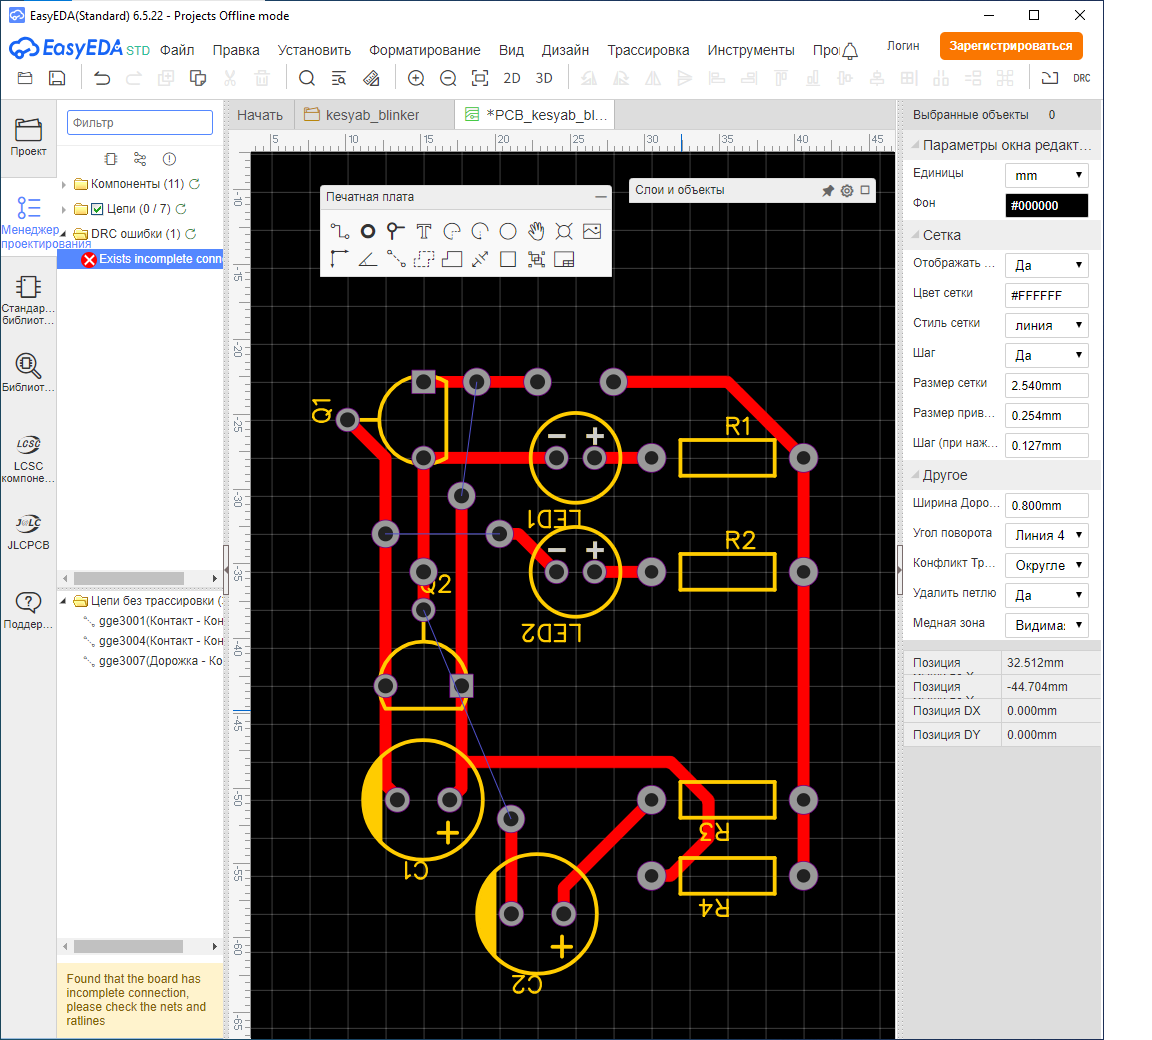 EasyEDA(Standard) 6.5.22 - Projects Offline mode
EasyEDA STD Файл Правка Установить Форматирование Вид Дизайн Трассировка Инструменты Про Логин Зарегистрироваться
2D 3D DRC
Начать kesyab_blinker *PCB_kesyab_bl...
Проект
Менеджер
проектирования
Стандар...
библиот...
Библиот...
LCSC
LCSC
компоне...
JLCPCB
Поддер...
Фильтр
Компоненты (11)
Цепи (0 / 7)
DRC ошибки (1)
Exists incomplete conn
Цепи без трассировки (
gge3001(Контакт - Кон
gge3004(Контакт - Кон
gge3007(Дорожка - Ко
Found that the board has
incomplete connection,
please check the nets and
ratlines
5 10 15 20 25 30 35 40 45
-10
-15
-20
-25
-30
-35
-40
-45
-50
-55
-60
-65
Печатная плата
Слои и объекты
Q1
R1
LED1
R2
Q2
LED2
R3
C1
R4
C2
Выбранные объекты 0
Параметры окна редакт...
Единицы mm
Фон #000000
Сетка
Отображать ... Да
Цвет сетки #FFFFFF
Стиль сетки линия
Шаг Да
Размер сетки 2.540mm
Размер прив... 0.254mm
Шаг (при наж... 0.127mm
Другое
Ширина Доро... 0.800mm
Угол поворота Линия 4
Конфликт Тр... Округле
Удалить петлю Да
Медная зона Видима:
Позиция 32.512mm
Позиция -44.704mm
Позиция DX 0.000mm
Позиция DY 0.000mm